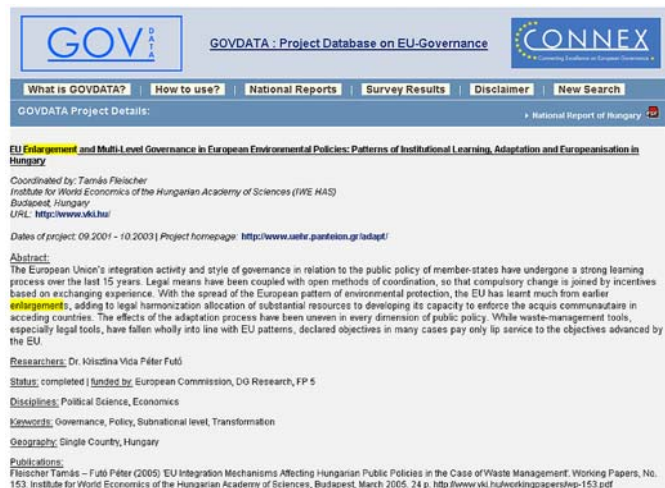 GOV DATA
GOVDATA : Project Database on EU-Governance
CONNEX
Connecting Excellence on European Governance
What is GOVDATA? | How to use? | National Reports | Survey Results | Disclaimer | New Search
GOVDATA Project Details:
National Report of Hungary
EU Enlargement and Multi-Level Governance in European Environmental Policies: Patterns of Institutional Learning, Adaptation and Europeanisation in
Hungary
Coordinated by: Tamás Fleischer
Institute for World Economics of the Hungarian Academy of Sciences (IWE HAS)
Budapest, Hungary
URL: http://www.vki.hu/
Dates of project: 09.2001 - 10.2003 | Project homepage: http://www.uehr.panteion.gr/adapt/
Abstract:
The European Union's integration activity and style of governance in relation to the public policy of member-states have undergone a strong learning
process over the last 15 years. Legal means have been coupled with open methods of coordination, so that compulsory change is joined by incentives
based on exchanging experience. With the spread of the European pattern of environmental protection, the EU has learnt much from earlier
enlargements, adding to legal harmonization allocation of substantial resources to developing its capacity to enforce the acquis communautaire in
acceding countries. The effects of the adaptation process have been uneven in every dimension of public policy. While waste-management tools,
especially legal tools, have fallen wholly into line with EU patterns, declared objectives in many cases pay only lip service to the objectives advanced by
the EU.
Researchers: Dr. Krisztina Vida Péter Futó
Status: completed | funded by: European Commission, DG Research, FP 5
Disciplines: Political Science, Economics
Keywords: Governance, Policy, Subnational level, Transformation
Geography: Single Country, Hungary
Publications:
Fleischer Tamás – Futó Péter (2005) 'EU Integration Mechanisms Affecting Hungarian Public Policies in the Case of Waste Management'. Working Papers, No.
153. Institute for World Economics of the Hungarian Academy of Sciences, Budapest, March 2005. 24 p. http://www.vki.hu/workingpapers/wp-153.pdf